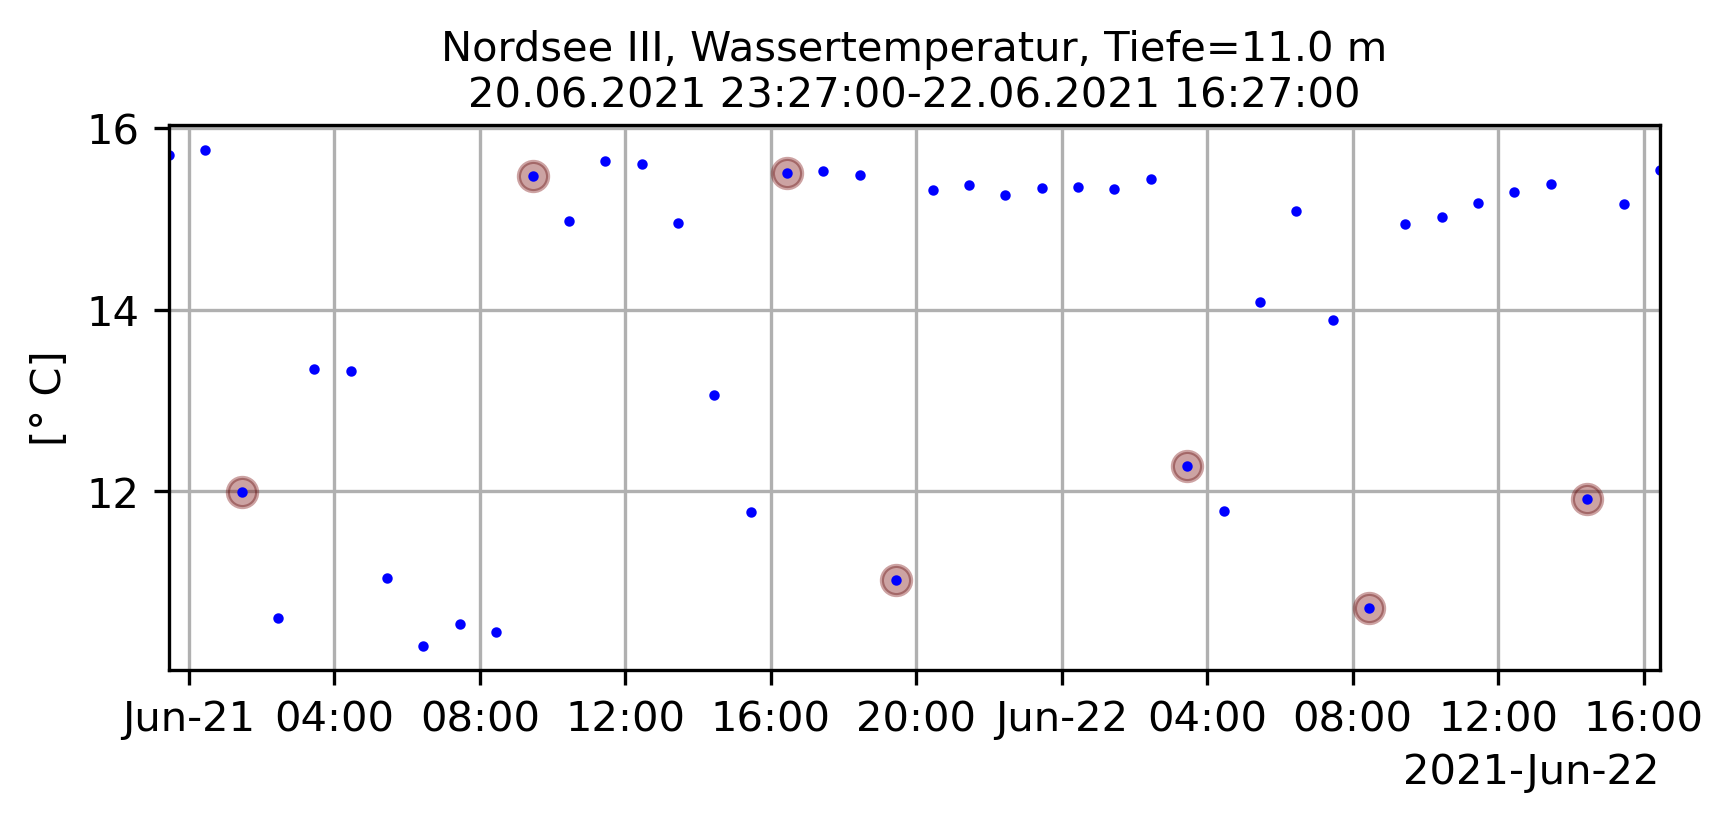 Nordsee III, Wassertemperatur, Tiefe=11.0 m
20.06.2021 23:27:00-22.06.2021 16:27:00
16
14
12
[° C]
Jun-21 04:00 08:00 12:00 16:00 20:00 Jun-22 04:00 08:00 12:00 16:00
2021-Jun-22